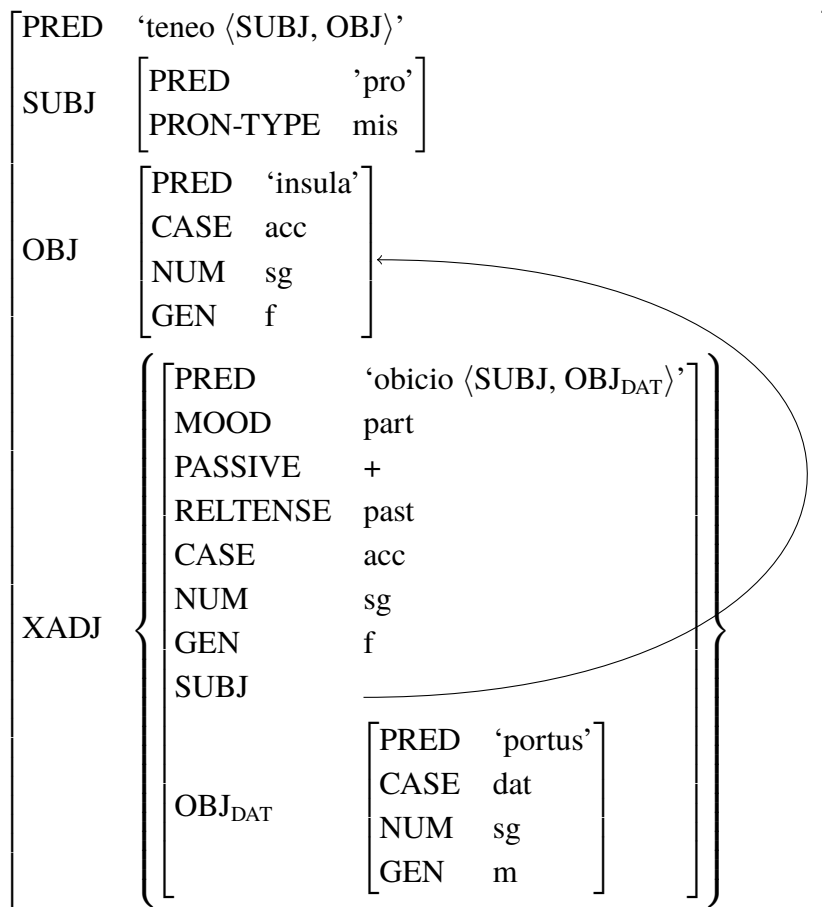 PRED ‘teneo ⟨SUBJ, OBJ⟩’
SUBJ
PRED ’pro’
PRON-TYPE mis
OBJ
PRED ‘insula’
CASE acc
NUM sg
GEN f
XADJ
PRED ‘obicio ⟨SUBJ, OBJ_DAT⟩’
MOOD part
PASSIVE +
RELTENSE past
CASE acc
NUM sg
GEN f
SUBJ
OBJ_DAT
PRED ‘portus’
CASE dat
NUM sg
GEN m